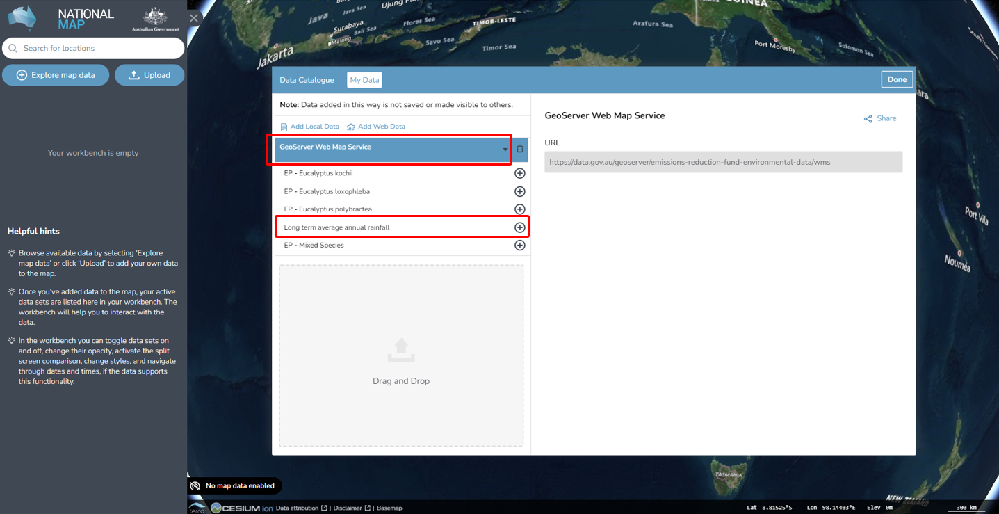 NATIONAL
MAP
Australian Government
Search for locations
Explore map data
Upload
Your workbench is empty
Helpful hints
Browse available data by selecting ‘Explore
map data’ or click ‘Upload’ to add your own data
to the map.
Once you’ve added data to the map, your active
data sets are listed here in your workbench. The
workbench will help you to interact with the
data.
In the workbench you can toggle data sets on
and off, change their opacity, activate the split
screen comparison, change styles, and navigate
through dates and times, if the data supports
this functionality.
Java Sea
Ujung
Java
Java Sea
Surabaya
Malang
Bali Sea
Flores Sea
Savu Sea
TIMOR-LESTE
Timor Sea
Arafura Sea
GUINEA
Port Moresby
Solomon Sea
Jakarta
Data Catalogue
My Data
Done
Note: Data added in this way is not saved or made visible to others.
Add Local Data
Add Web Data
GeoServer Web Map Service
EP - Eucalyptus kochii
EP - Eucalyptus loxophleba
EP - Eucalyptus polybractea
Long term average annual rainfall
EP - Mixed Species
Drag and Drop
GeoServer Web Map Service
Share
URL
https://data.gov.au/geoserver/emissions-reduction-fund-environmental-data/wms
ara
Port Vila
Nouméa
TASMANIA
NEW ZEALAND
No map data enabled
terria
CESIUM ion
Data attribution | Disclaimer | Basemap
Lat 8.81525°S Lon 98.14403°E Elev 0m
300 km